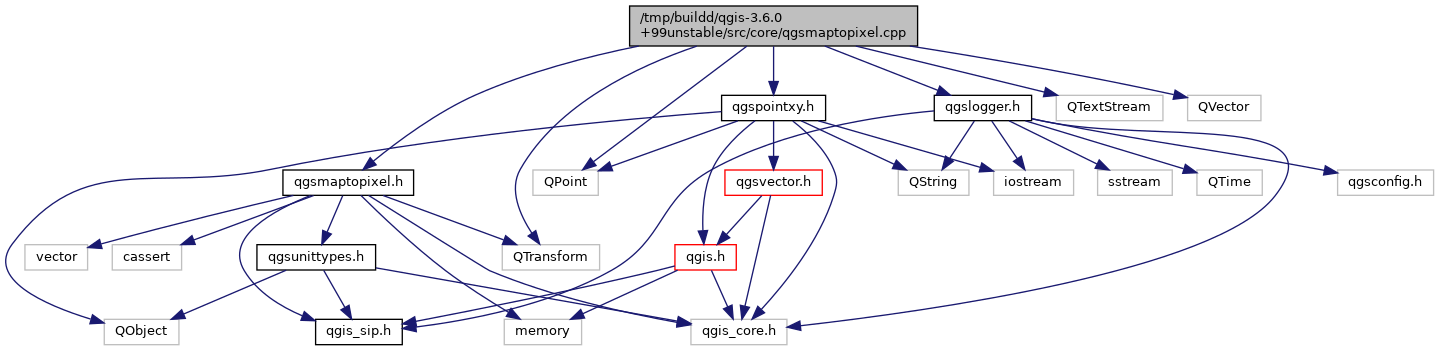 /tmp/buildd/qgis-3.6.0
+99unstable/src/core/qgsmaptopixel.cpp
qgspointxy.h
qgslogger.h
QTextStream
QVector
qgsmaptopixel.h
QPoint
qgsvector.h
QString
iostream
sstream
QTime
qgsconfig.h
vector
cassert
qgsunittypes.h
QTransform
qgis.h
QObject
qgis_sip.h
memory
qgis_core.h